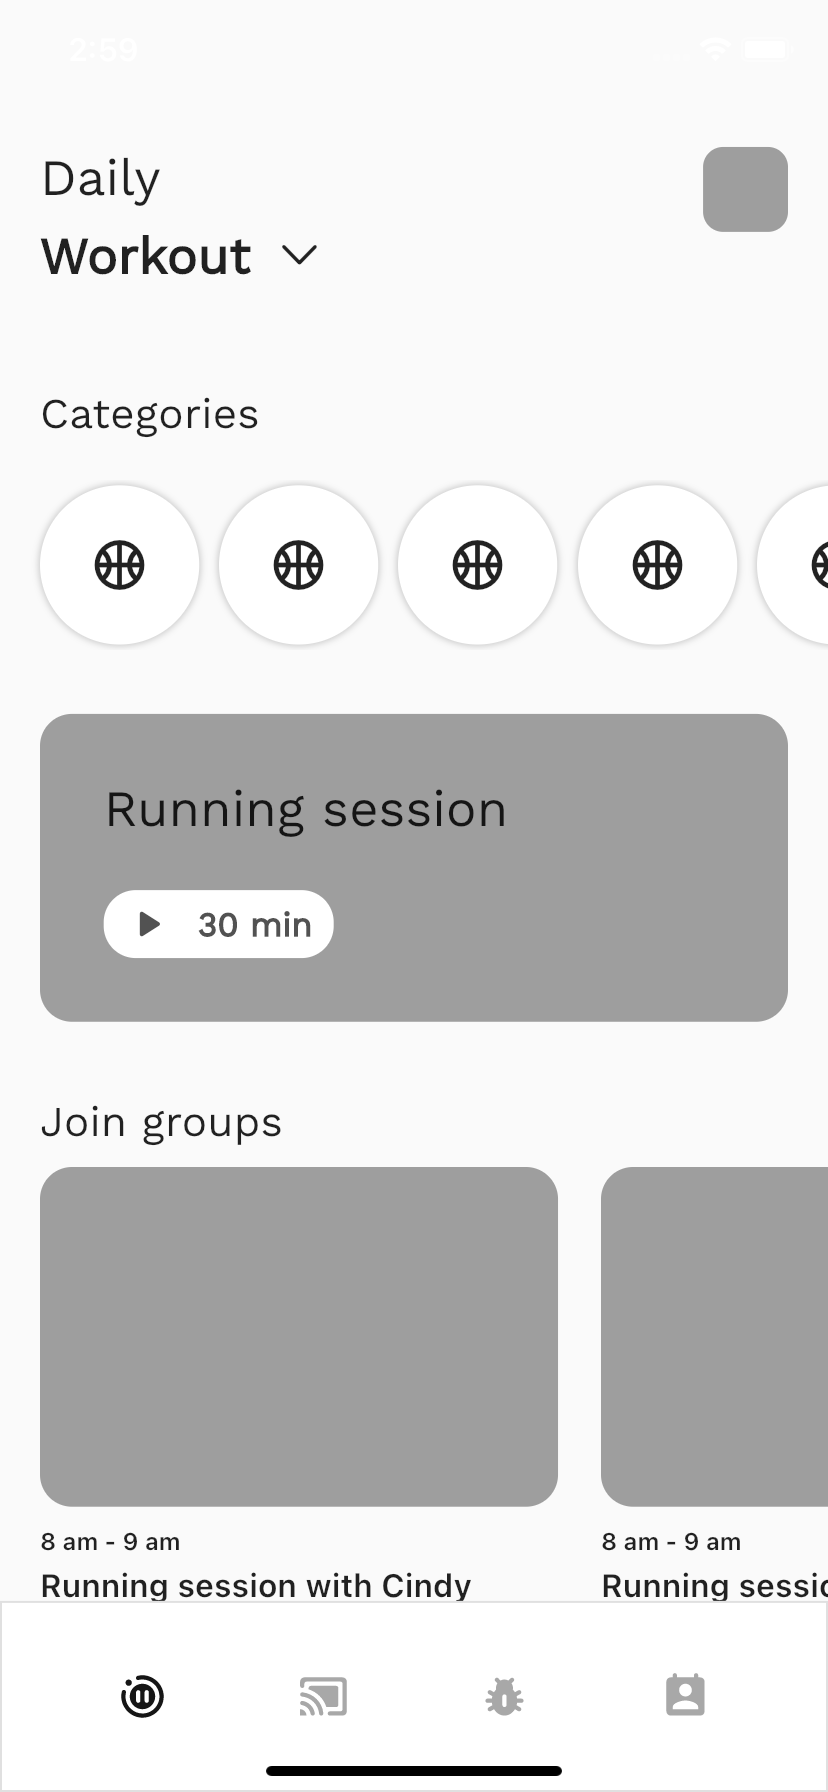 2:59
Daily
Workout
Categories
Running session
30 min
Join groups
8 am - 9 am
8 am - 9 am
Running session with Cindy
Running